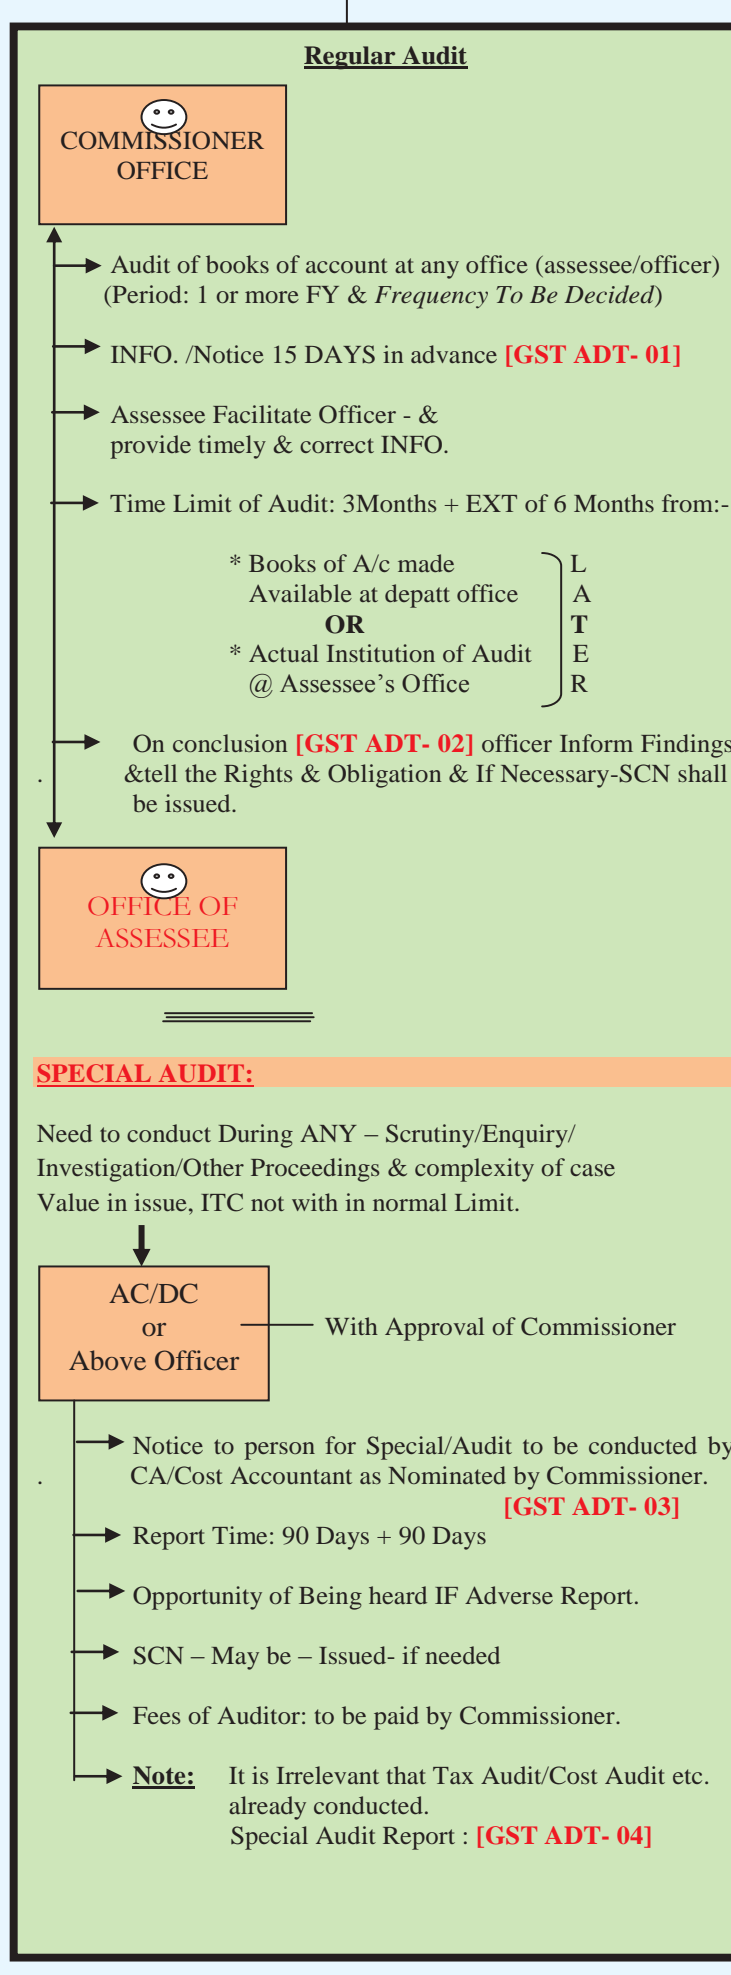 Regular Audit
COMMISSIONER
OFFICE
Audit of books of account at any office (assessee/officer)
(Period: 1 or more FY & Frequency To Be Decided)
INFO. /Notice 15 DAYS in advance [GST ADT- 01]
Assessee Facilitate Officer - &
provide timely & correct INFO.
Time Limit of Audit: 3Months + EXT of 6 Months from:-
* Books of A/c made L
Available at depatt office A
OR T
* Actual Institution of Audit E
@ Assessee’s Office R
On conclusion [GST ADT- 02] officer Inform Findings
. &tell the Rights & Obligation & If Necessary-SCN shall
be issued.
OFFICE OF
ASSESSEE
SPECIAL AUDIT:
Need to conduct During ANY – Scrutiny/Enquiry/
Investigation/Other Proceedings & complexity of case
Value in issue, ITC not with in normal Limit.
AC/DC
or
Above Officer
With Approval of Commissioner
Notice to person for Special/Audit to be conducted by
. CA/Cost Accountant as Nominated by Commissioner.
[GST ADT- 03]
Report Time: 90 Days + 90 Days
Opportunity of Being heard IF Adverse Report.
SCN – May be – Issued- if needed
Fees of Auditor: to be paid by Commissioner.
Note: It is Irrelevant that Tax Audit/Cost Audit etc.
already conducted.
Special Audit Report : [GST ADT- 04]